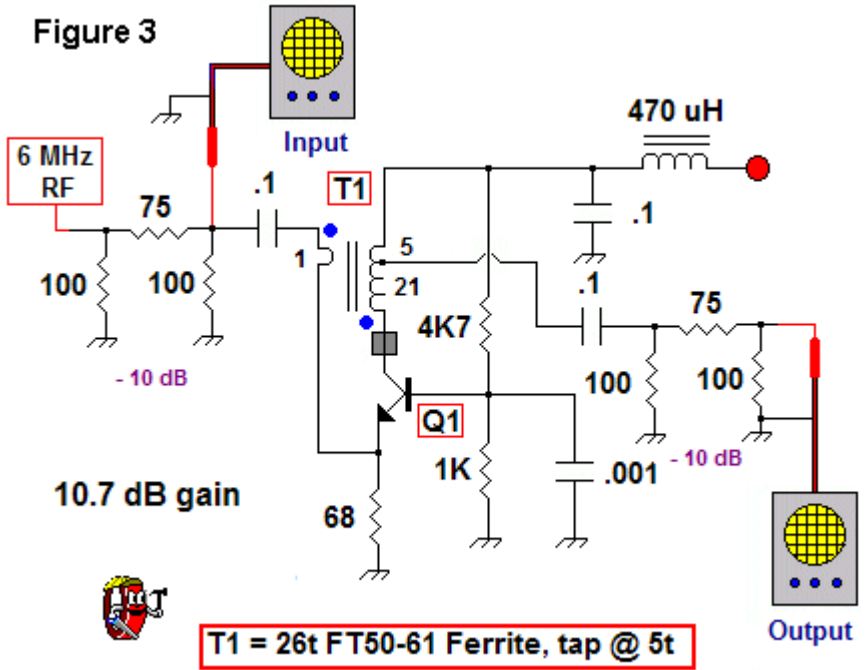 Figure 3
Input
470 uH
6 MHz
RF
T1
.1
.1
75
1
5
21
100
100
4K7
.1
75
100
100
- 10 dB
Q1
- 10 dB
1K
.001
10.7 dB gain
68
Output
T1 = 26t FT50-61 Ferrite, tap @ 5t